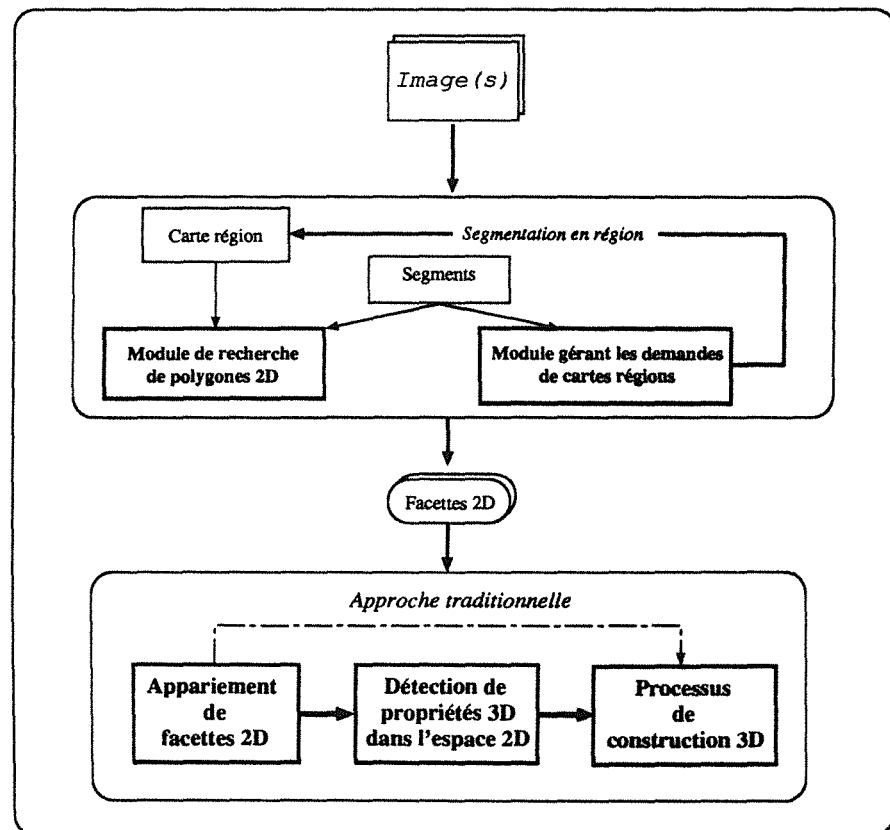 Image(s)
Carte région
Segmentation en région
Segments
Module de recherche
de polygones 2D
Module gérant les demandes
de cartes régions
Facettes 2D
Approche traditionnelle
Appariement
de
facettes 2D
Détection de
propriétés 3D
dans l'espace 2D
Processus
de
construction 3D